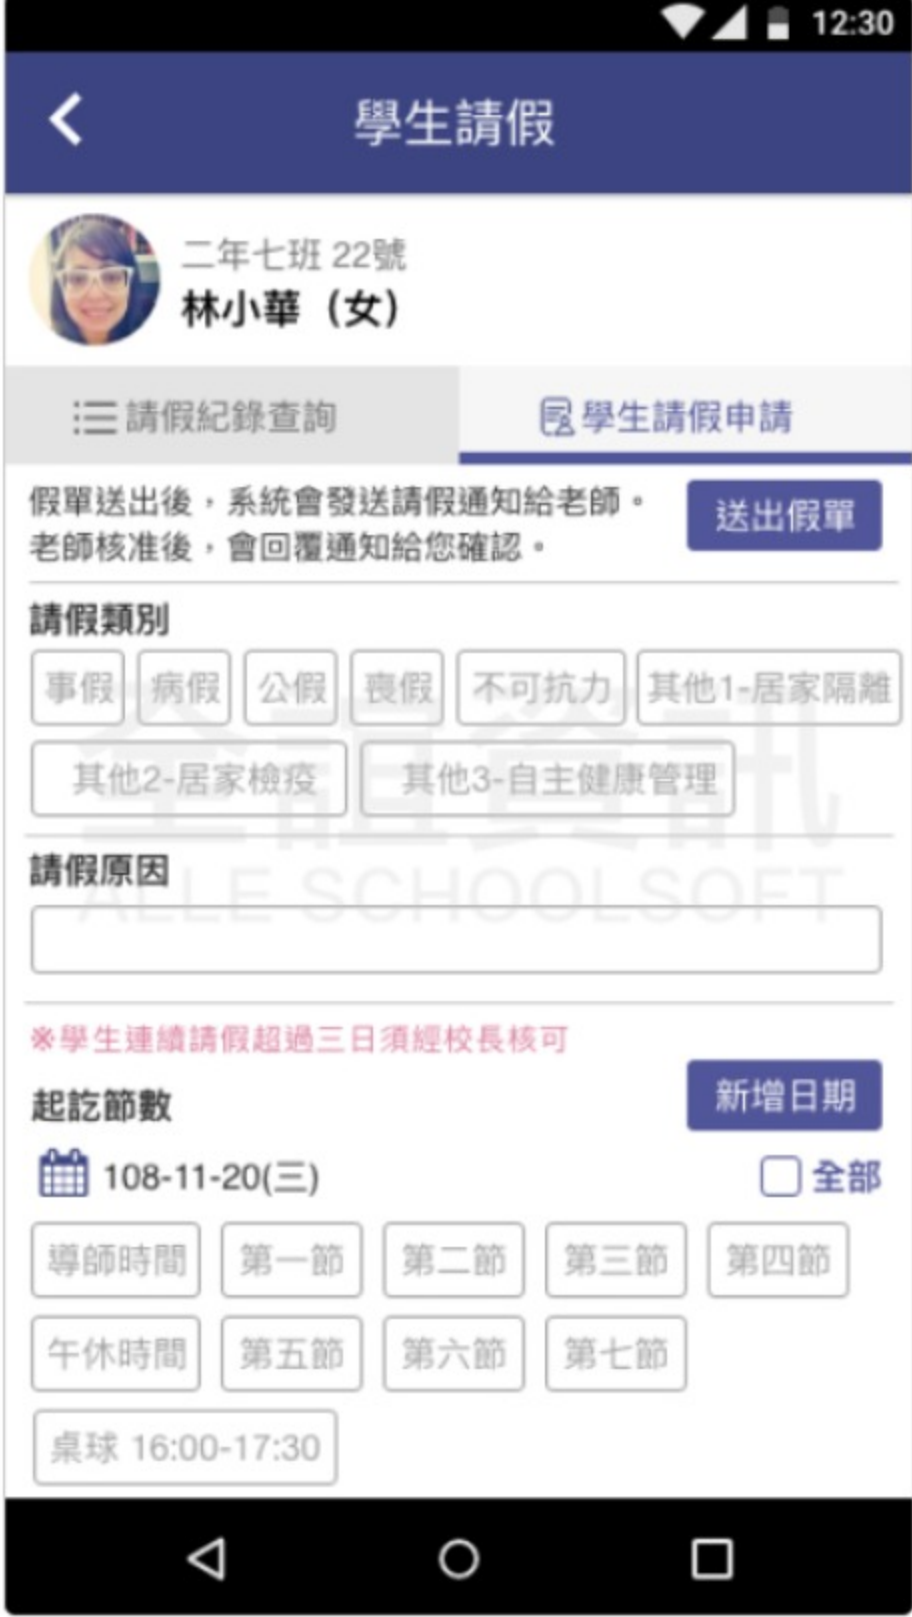 12:30
學生請假
二年七班 22號
林小華（女）
請假紀錄查詢 學生請假申請
假單送出後，系統會發送請假通知給老師。
老師核准後，會回覆通知給您確認。
送出假單
請假類別
事假 病假 公假 喪假 不可抗力 其他1-居家隔離
其他2-居家檢疫 其他3-自主健康管理
全誼資訊
ALLE SCHOOLSOFT
請假原因
※學生連續請假超過三日須經校長核可
起訖節數 新增日期
108-11-20(三) 全部
導師時間 第一節 第二節 第三節 第四節
午休時間 第五節 第六節 第七節
桌球 16:00-17:30